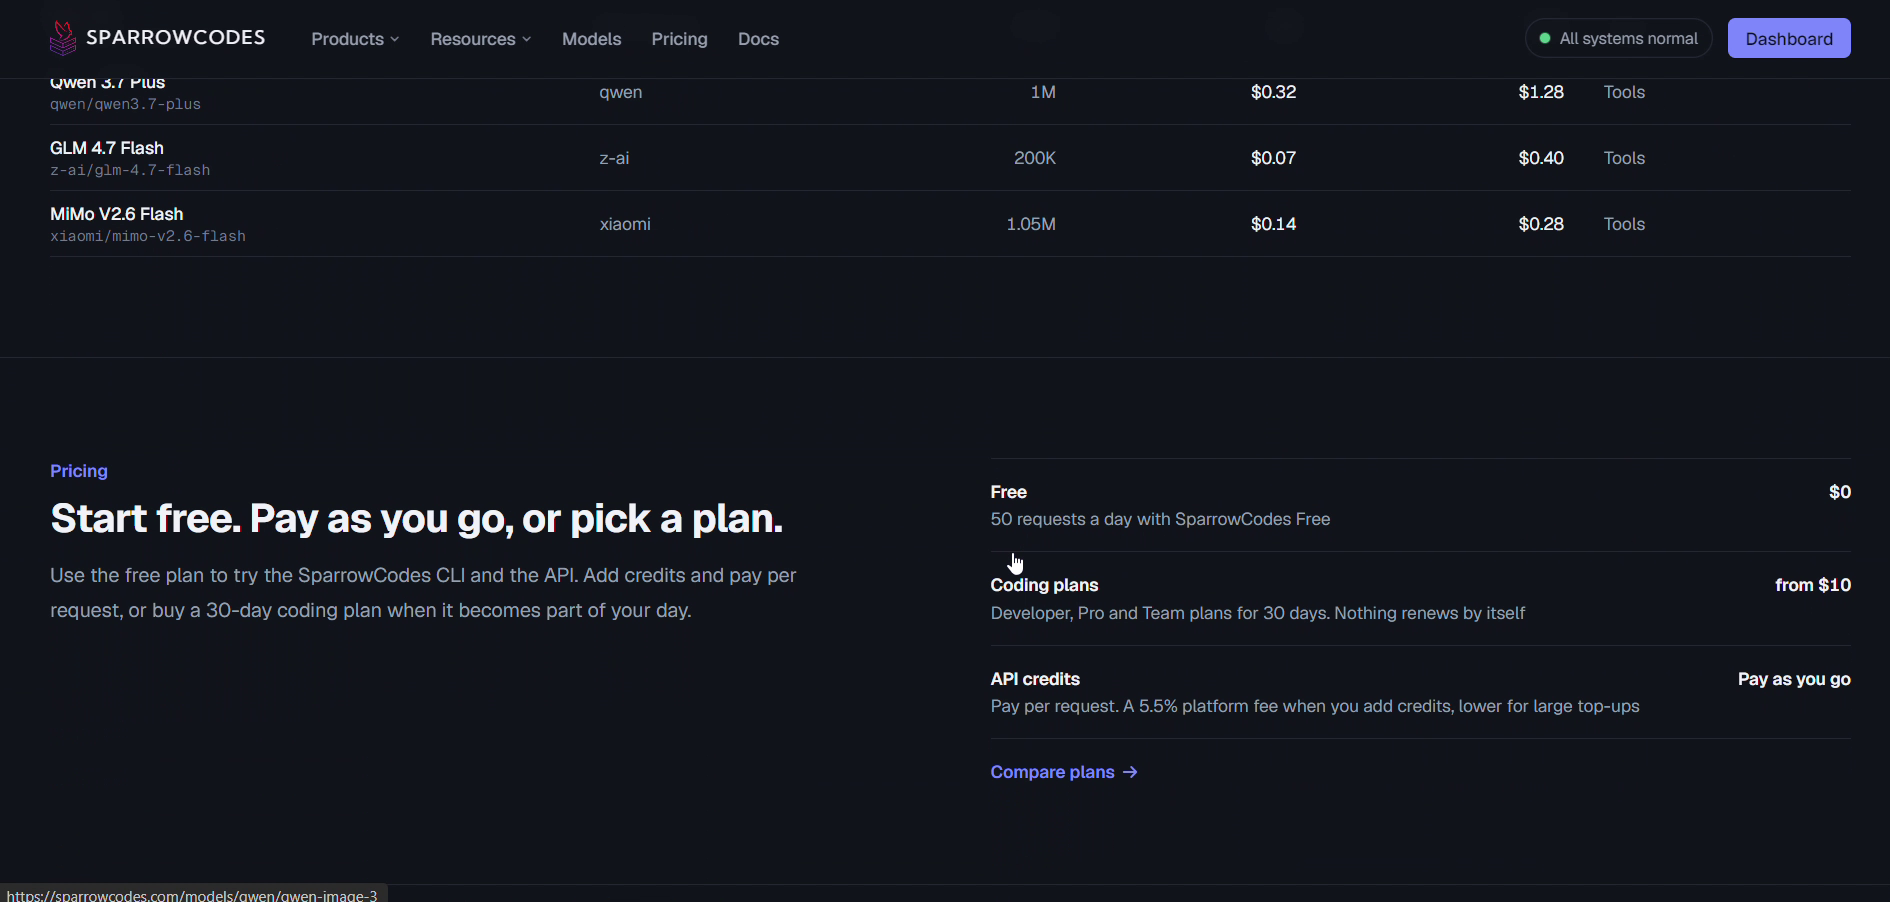 SPARROWCODES Products Resources Models Pricing Docs All systems normal Dashboard
Qwen 3.7 Plus
qwen/qwen3.7-plus
qwen 1M $0.32 $1.28 Tools
GLM 4.7 Flash
z-ai/glm-4.7-flash
z-ai 200K $0.07 $0.40 Tools
MiMo V2.6 Flash
xiaomi/mimo-v2.6-flash
xiaomi 1.05M $0.14 $0.28 Tools
Pricing
Start free. Pay as you go, or pick a plan.
Use the free plan to try the SparrowCodes CLI and the API. Add credits and pay per
request, or buy a 30-day coding plan when it becomes part of your day.
Free $0
50 requests a day with SparrowCodes Free
Coding plans from $10
Developer, Pro and Team plans for 30 days. Nothing renews by itself
API credits Pay as you go
Pay per request. A 5.5% platform fee when you add credits, lower for large top-ups
Compare plans →
https://sparrowcodes.com/models/qwen/qwen-image-3